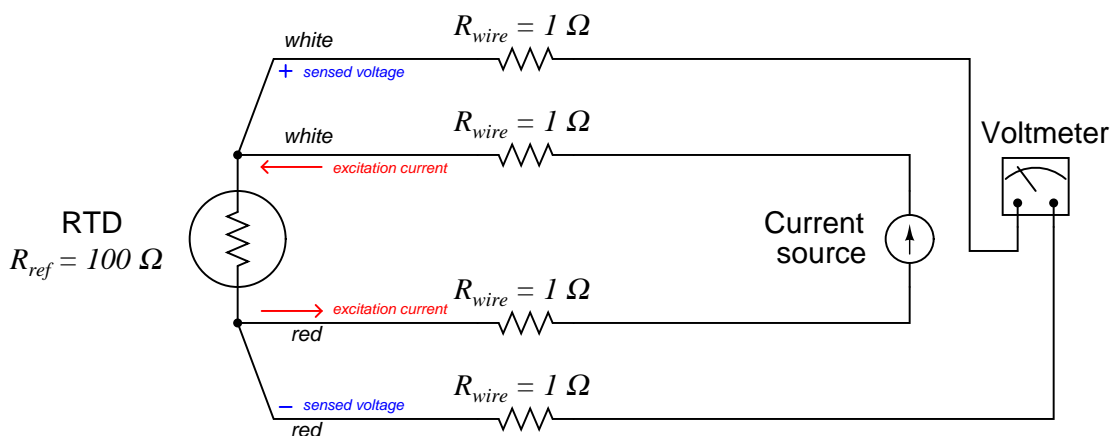 R_wire = 1 Ω
white
+ sensed voltage
R_wire = 1 Ω
white
excitation current
Voltmeter
RTD
R_ref = 100 Ω
Current
source
R_wire = 1 Ω
excitation current
red
R_wire = 1 Ω
− sensed voltage
red